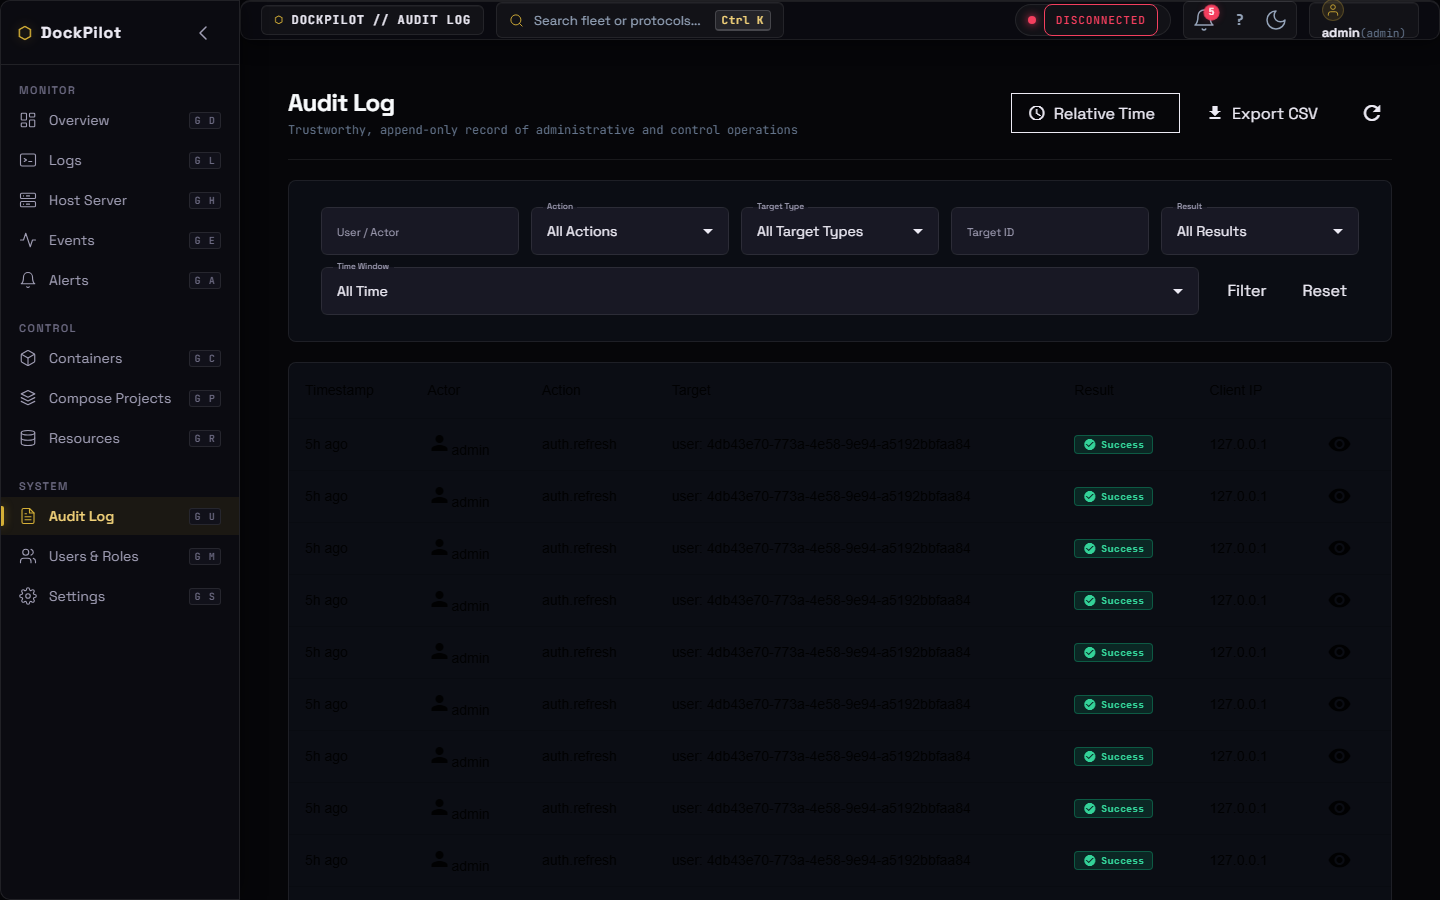 DockPilot
DOCKPILOT // AUDIT LOG
Search fleet or protocols...
Ctrl K
DISCONNECTED
5
?
admin(admin)
MONITOR
Overview
G D
Logs
G L
Host Server
G H
Events
G E
Alerts
G A
CONTROL
Containers
G C
Compose Projects
G P
Resources
G R
SYSTEM
Audit Log
G U
Users & Roles
G M
Settings
G S
Audit Log
Trustworthy, append-only record of administrative and control operations
Relative Time
Export CSV
User / Actor
Action
All Actions
Target Type
All Target Types
Target ID
Result
All Results
Time Window
All Time
Filter
Reset
Timestamp Actor Action Target Result Client IP
5h ago admin auth.refresh user: 4db43e70-773a-4e58-9e94-a5192bbfaa84 Success 127.0.0.1
5h ago admin auth.refresh user: 4db43e70-773a-4e58-9e94-a5192bbfaa84 Success 127.0.0.1
5h ago admin auth.refresh user: 4db43e70-773a-4e58-9e94-a5192bbfaa84 Success 127.0.0.1
5h ago admin auth.refresh user: 4db43e70-773a-4e58-9e94-a5192bbfaa84 Success 127.0.0.1
5h ago admin auth.refresh user: 4db43e70-773a-4e58-9e94-a5192bbfaa84 Success 127.0.0.1
5h ago admin auth.refresh user: 4db43e70-773a-4e58-9e94-a5192bbfaa84 Success 127.0.0.1
5h ago admin auth.refresh user: 4db43e70-773a-4e58-9e94-a5192bbfaa84 Success 127.0.0.1
5h ago admin auth.refresh user: 4db43e70-773a-4e58-9e94-a5192bbfaa84 Success 127.0.0.1
5h ago admin auth.refresh user: 4db43e70-773a-4e58-9e94-a5192bbfaa84 Success 127.0.0.1